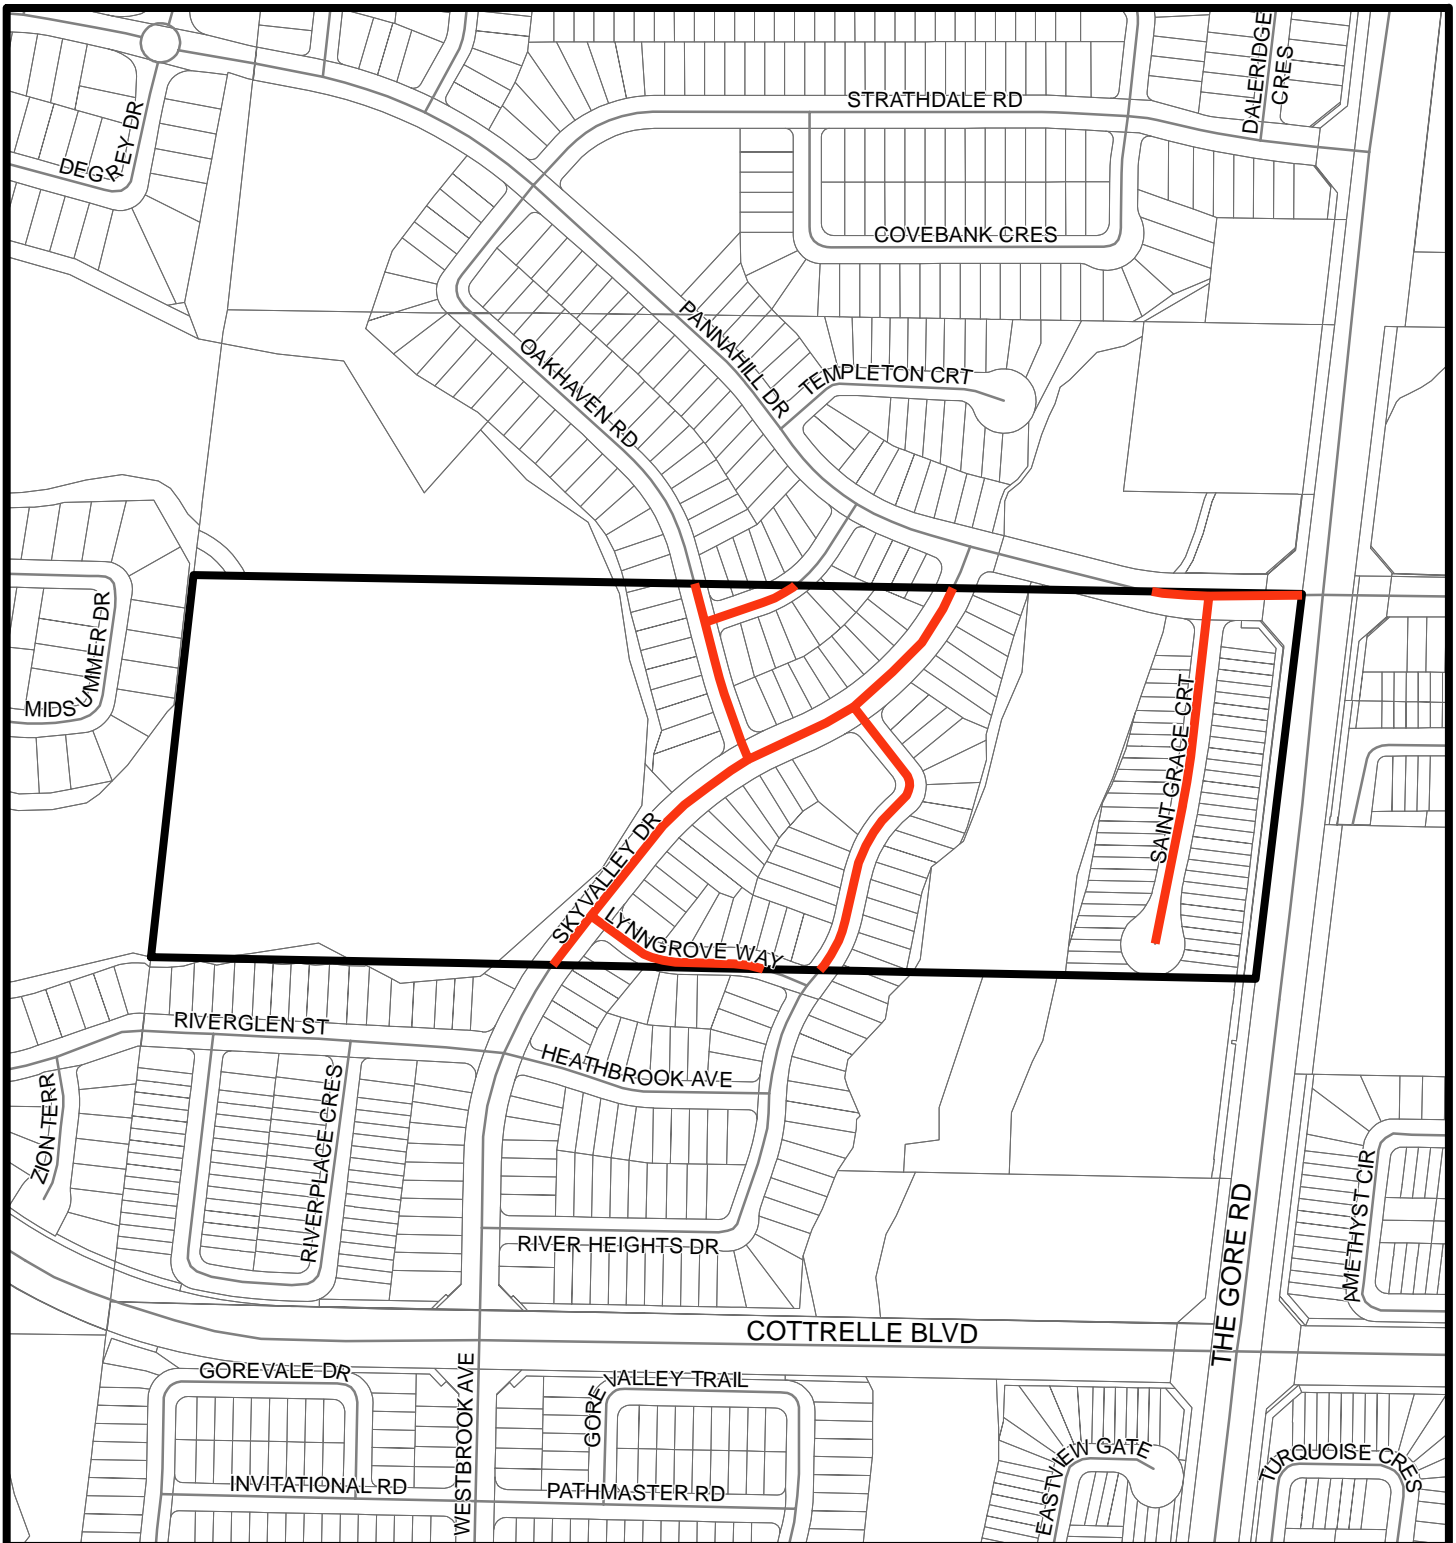 DALERIDGE
CRES
STRATHDALE RD
DEGREY DR
COVEBANK CRES
PANNAHILL DR
OAKHAVEN RD
TEMPLETON CRT
MIDSUMMER DR
SAINT GRACE CRT
SKYVALLEY DR
LYNNGROVE WAY
RIVERGLEN ST
HEATHBROOK AVE
ZION TERR
RIVERPLACE CRES
AMETHYST CIR
THE GORE RD
RIVER HEIGHTS DR
COTTRELLE BLVD
GOREVALE DR
WESTBROOK AVE
GORE VALLEY TRAIL
INVITATIONAL RD
PATHMASTER RD
EASTVIEW GATE
TURQUOISE CRES